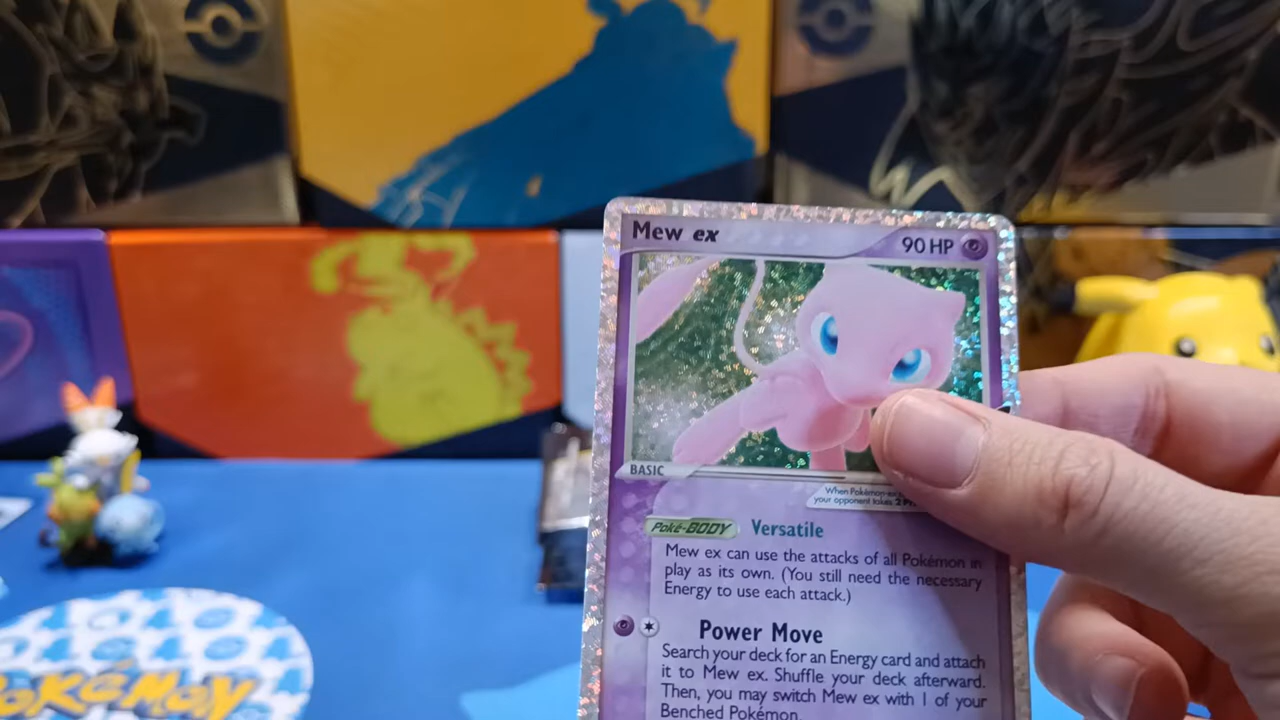 Mew ex
90 HP
BASIC
When Pokémon-ex
your opponent takes 2
Poké-BODY Versatile
Mew ex can use the attacks of all Pokémon in
play as its own. (You still need the necessary
Energy to use each attack.)
Power Move
Search your deck for an Energy card and attach
it to Mew ex. Shuffle your deck afterward.
Then, you may switch Mew ex with 1 of your
Benched Pokémon.
POKéMON